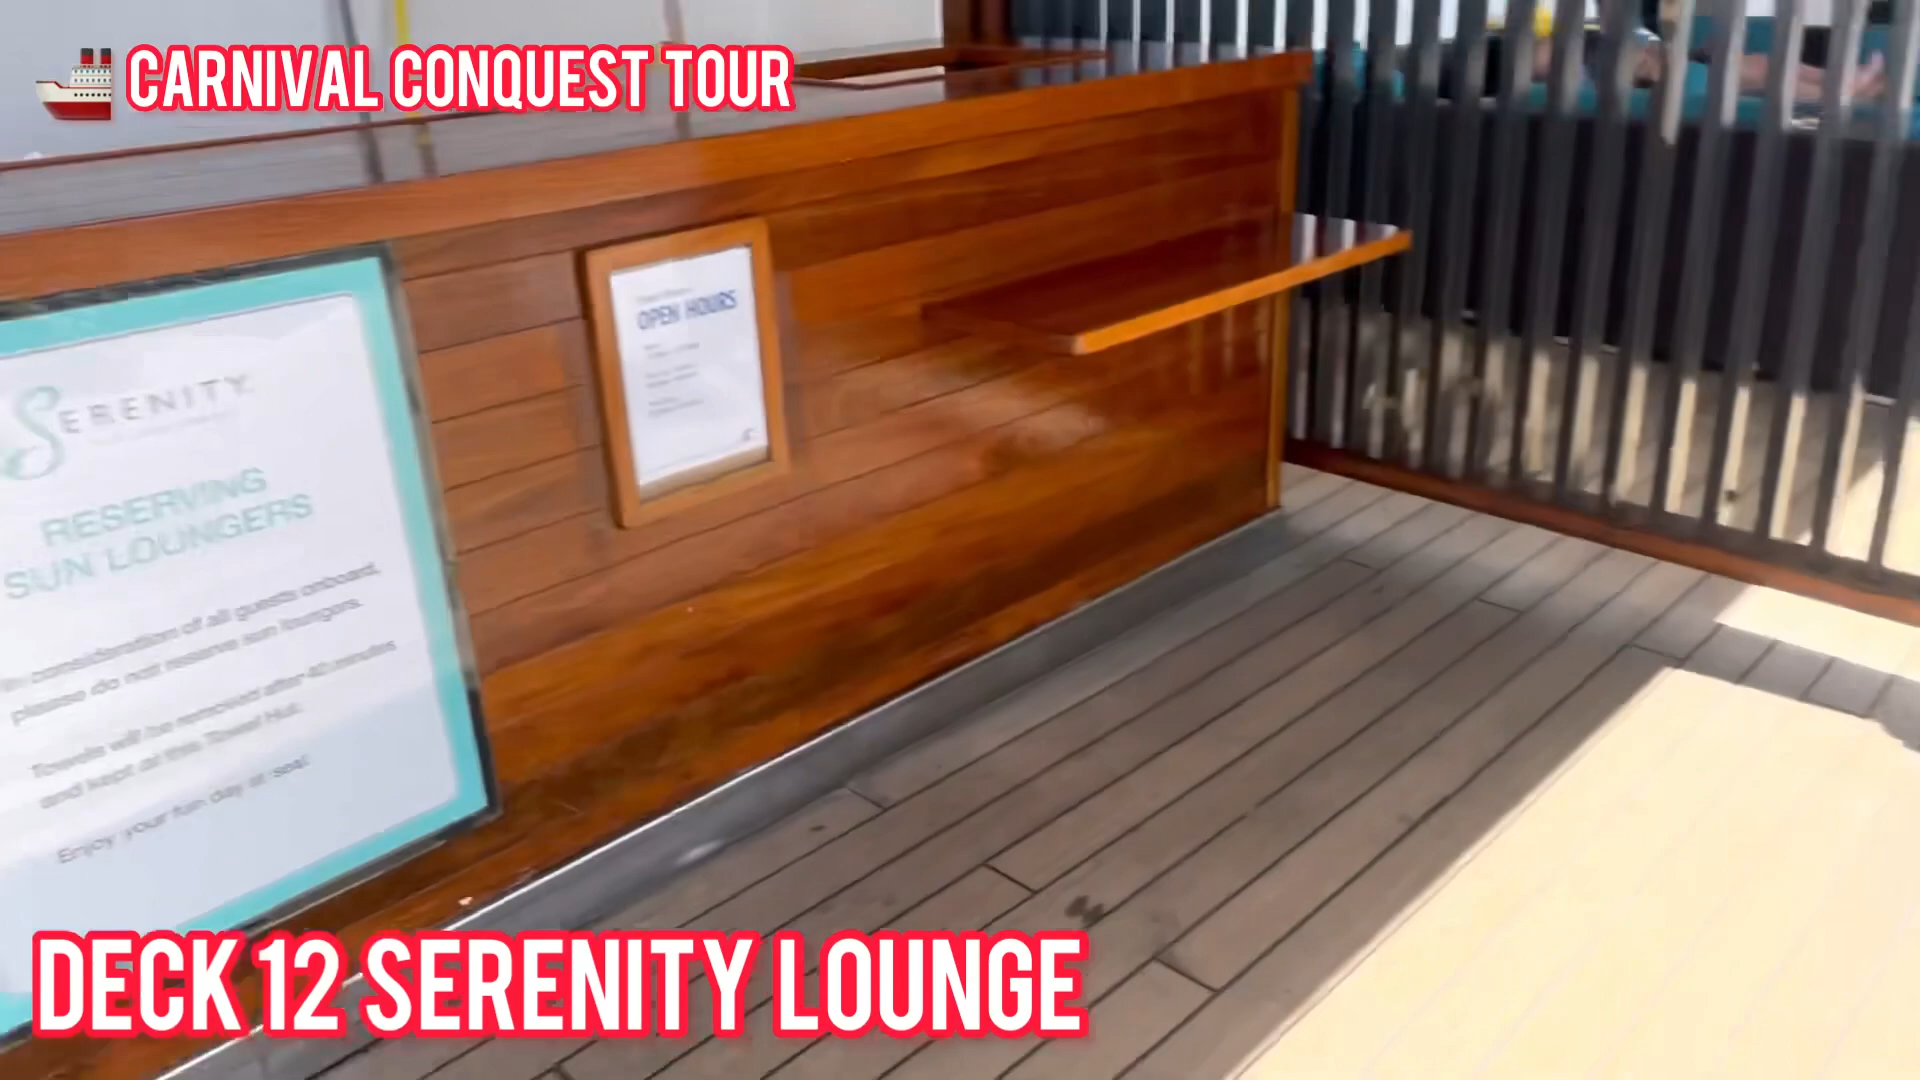 🚢 CARNIVAL CONQUEST TOUR
OPEN HOURS
SERENITY
RESERVING
SUN LOUNGERS
In consideration of all guests onboard,
please do not reserve sun loungers.
Towels will be removed after 40 minutes
and kept at this Towel Hut.
Enjoy your fun day at sea!
DECK 12 SERENITY LOUNGE